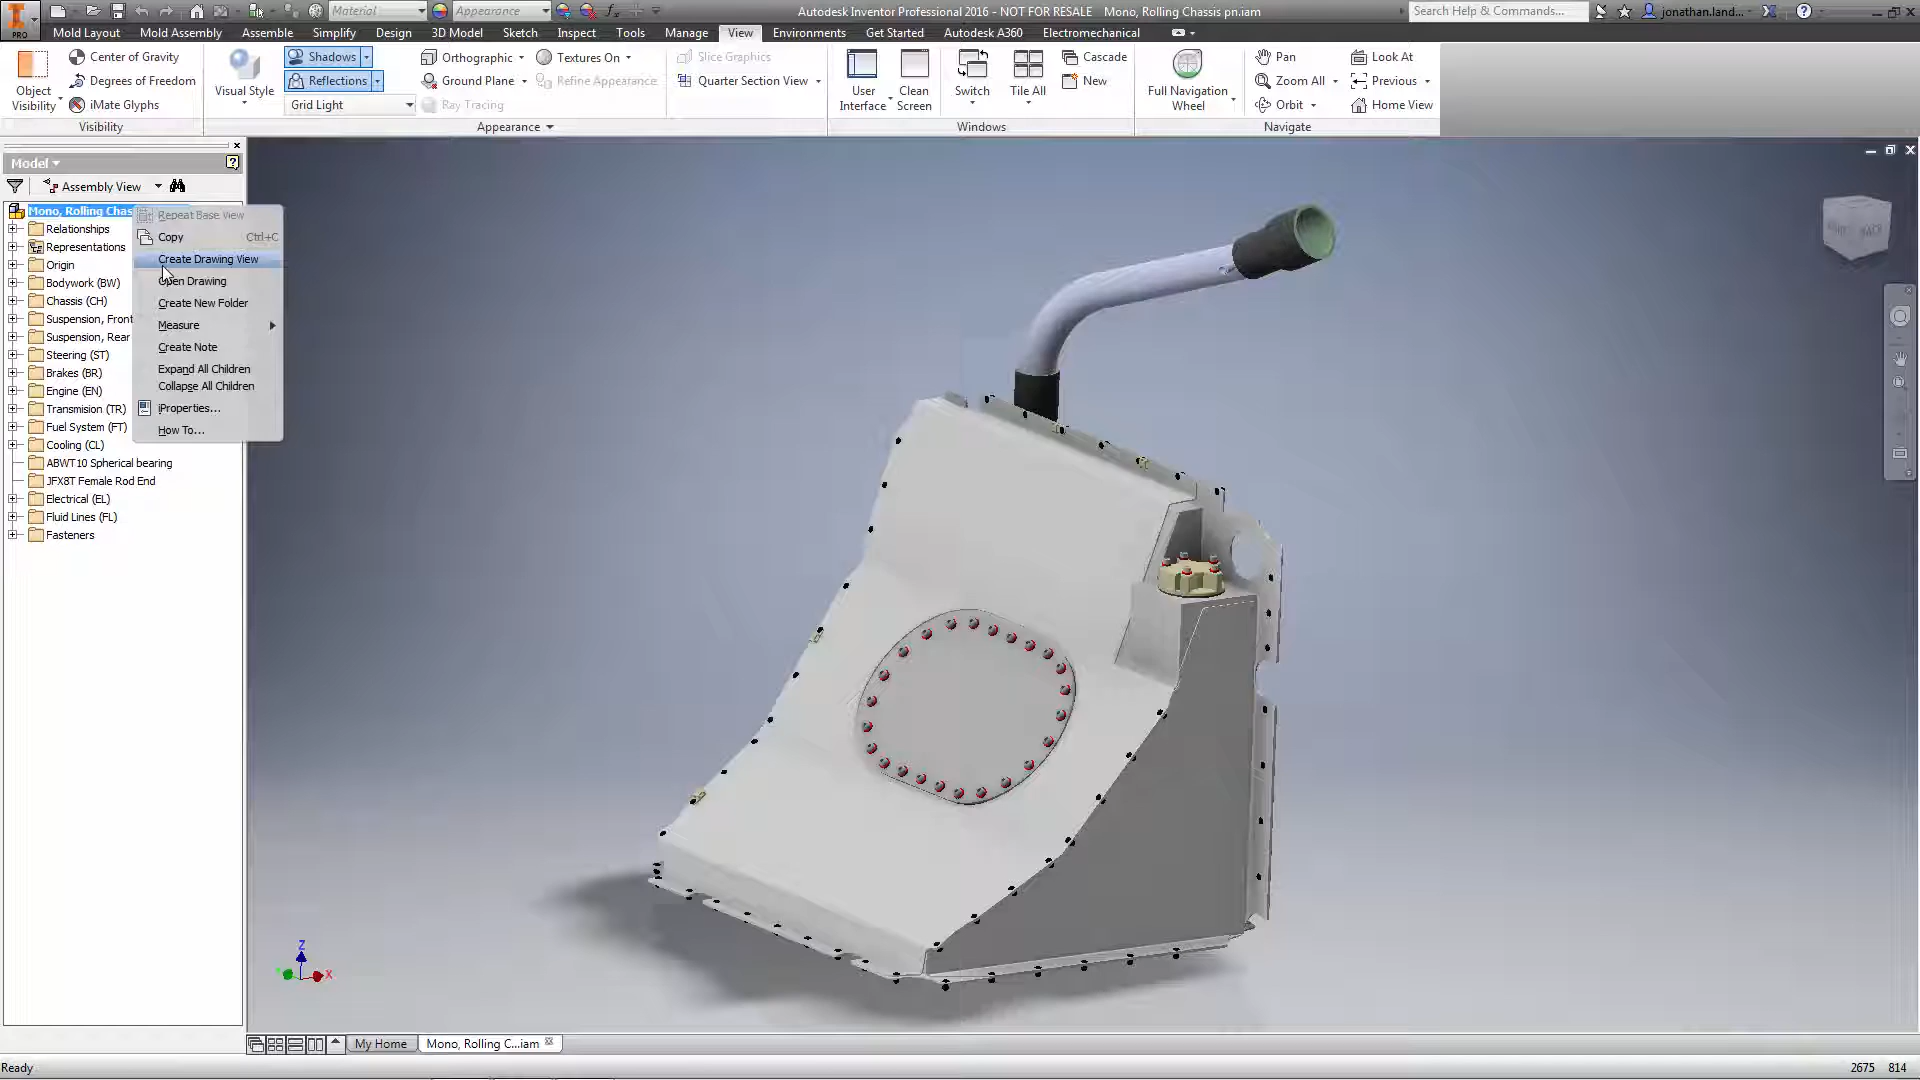 Material
Appearance
Autodesk Inventor Professional 2016 - NOT FOR RESALE   Mono, Rolling Chassis pn.iam
Search Help & Commands...
jonathan.land...
PRO
Mold Layout   Mold Assembly   Assemble   Simplify   Design   3D Model   Sketch   Inspect   Tools   Manage   View   Environments   Get Started   Autodesk A360   Electromechanical
Object Visibility
Center of Gravity
Degrees of Freedom
iMate Glyphs
Visibility
Visual Style
Shadows
Reflections
Grid Light
Orthographic
Ground Plane
Ray Tracing
Textures On
Refine Appearance
Appearance
Slice Graphics
Quarter Section View
User Interface
Clean Screen
Switch
Tile All
Cascade
New
Windows
Full Navigation Wheel
Pan
Zoom All
Orbit
Look At
Previous
Home View
Navigate
Model
Assembly View
Mono, Rolling Chas
Relationships
Representations
Origin
Bodywork (BW)
Chassis (CH)
Suspension, Front
Suspension, Rear
Steering (ST)
Brakes (BR)
Engine (EN)
Transmision (TR)
Fuel System (FT)
Cooling (CL)
ABWT10 Spherical bearing
JFX8T Female Rod End
Electrical (EL)
Fluid Lines (FL)
Fasteners
Repeat Base View
Copy   Ctrl+C
Create Drawing View
Open Drawing
Create New Folder
Measure
Create Note
Expand All Children
Collapse All Children
iProperties...
How To...
BACK
Z
X
My Home
Mono, Rolling C...iam
Ready
2675   814